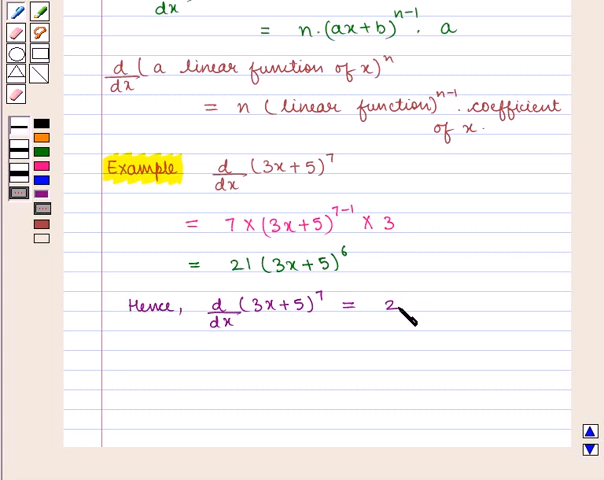 d/dx
= n·(ax+b)^(n-1) · a
d/dx (a linear function of x)^n
= n (linear function)^(n-1) · coefficient
of x.
Example d/dx (3x+5)^7
= 7 × (3x+5)^(7-1) × 3
= 21 (3x+5)^6
Hence, d/dx (3x+5)^7 = 2